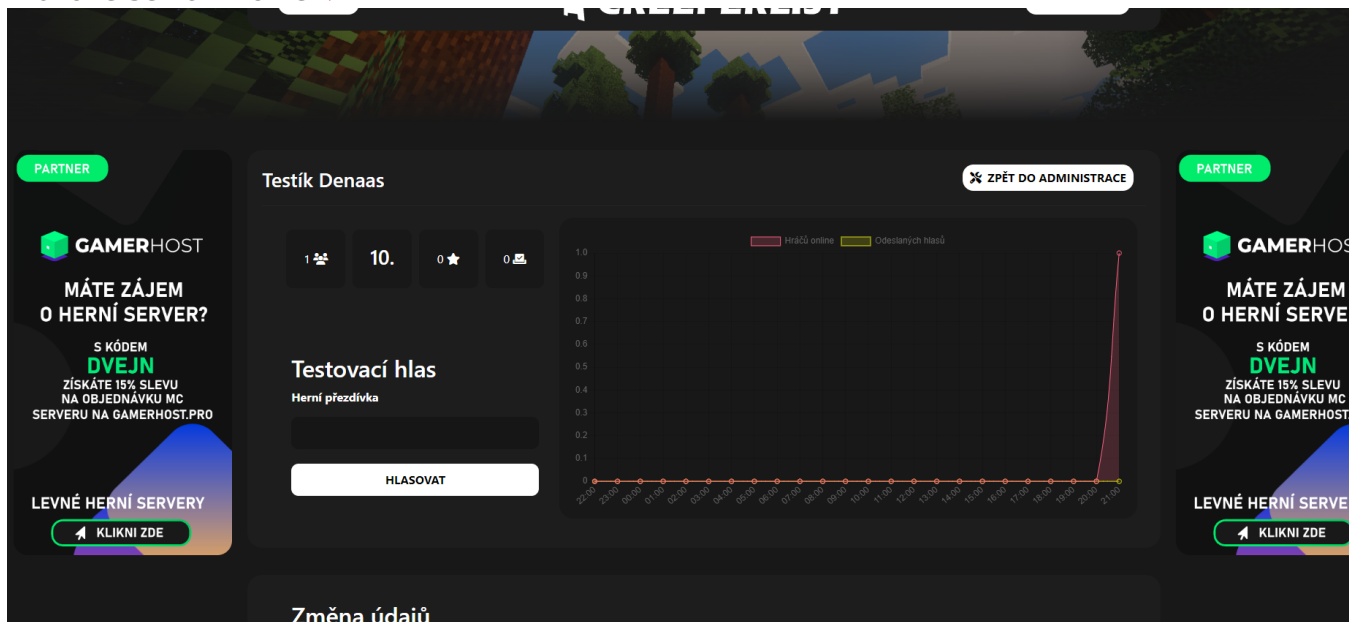 CREEPERLIST
PARTNER
GAMERHOST
MÁTE ZÁJEM
O HERNÍ SERVER?
S KÓDEM
DVEJN
ZÍSKÁTE 15% SLEVU
NA OBJEDNÁVKU MC
SERVERU NA GAMERHOST.PRO
LEVNÉ HERNÍ SERVERY
KLIKNI ZDE
Testík Denaas
ZPĚT DO ADMINISTRACE
1
10.
0
0
Testovací hlas
Herní přezdívka
HLASOVAT
Hráčů online
Odeslaných hlasů
1.0
0.9
0.8
0.7
0.6
0.5
0.4
0.3
0.2
0.1
0
22:00
23:00
00:00
01:00
02:00
03:00
04:00
05:00
06:00
07:00
08:00
09:00
10:00
11:00
12:00
13:00
14:00
15:00
16:00
17:00
18:00
19:00
20:00
21:00
Změna údajů
PARTNER
GAMERHOS
MÁTE ZÁJEM
O HERNÍ SERVE
S KÓDEM
DVEJN
ZÍSKÁTE 15% SLEVU
NA OBJEDNÁVKU MC
SERVERU NA GAMERHOST.
LEVNÉ HERNÍ SERVE
KLIKNI ZDE